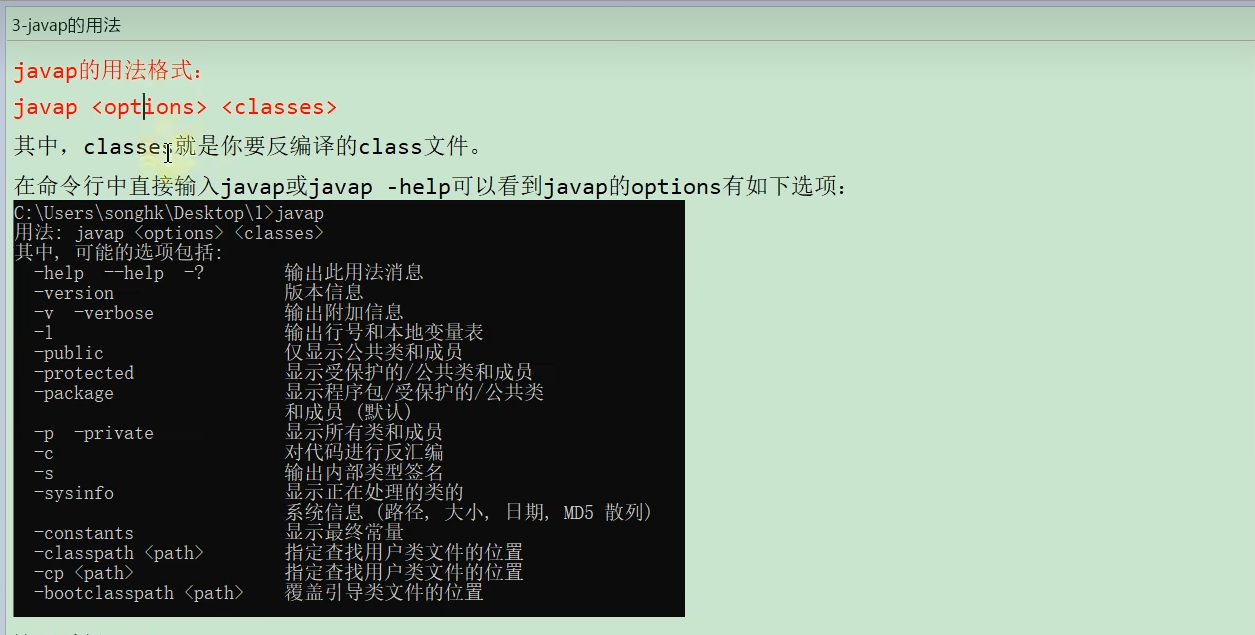 3-javap的用法
javap的用法格式：
javap <options> <classes>
其中，classes就是你要反编译的class文件。
在命令行中直接输入javap或javap -help可以看到javap的options有如下选项：
C:\Users\songhk\Desktop\1>javap
用法: javap <options> <classes>
其中, 可能的选项包括:
-help --help -? 输出此用法消息
-version 版本信息
-v -verbose 输出附加信息
-l 输出行号和本地变量表
-public 仅显示公共类和成员
-protected 显示受保护的/公共类和成员
-package 显示程序包/受保护的/公共类
和成员 (默认)
-p -private 显示所有类和成员
-c 对代码进行反汇编
-s 输出内部类型签名
-sysinfo 显示正在处理的类的
系统信息 (路径, 大小, 日期, MD5 散列)
-constants 显示最终常量
-classpath <path> 指定查找用户类文件的位置
-cp <path> 指定查找用户类文件的位置
-bootclasspath <path> 覆盖引导类文件的位置